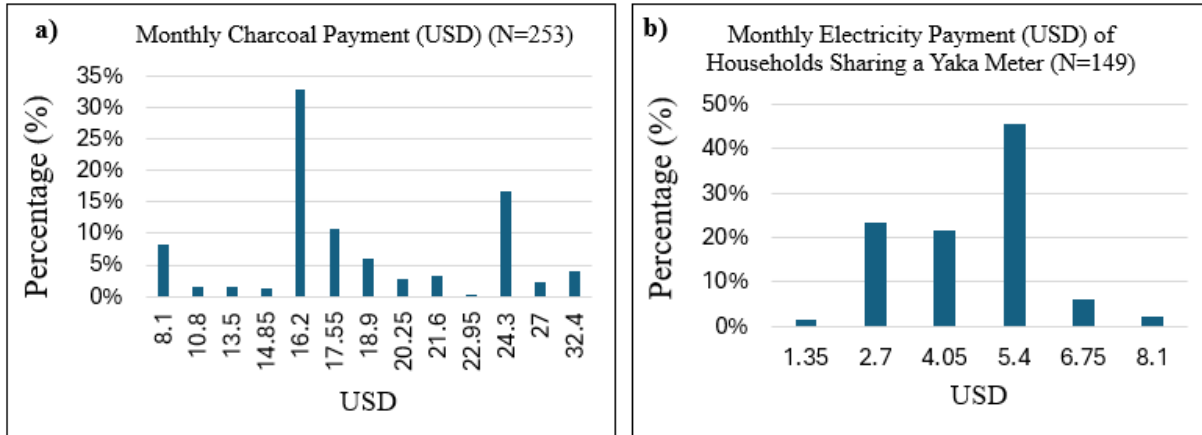 a)
Monthly Charcoal Payment (USD) (N=253)
Percentage (%)
35%
30%
25%
20%
15%
10%
5%
0%
8.1
10.8
13.5
14.85
16.2
17.55
18.9
20.25
21.6
22.95
24.3
27
32.4
USD
b)
Monthly Electricity Payment (USD) of
Households Sharing a Yaka Meter (N=149)
Percentage (%)
50%
40%
30%
20%
10%
0%
1.35 2.7 4.05 5.4 6.75 8.1
USD